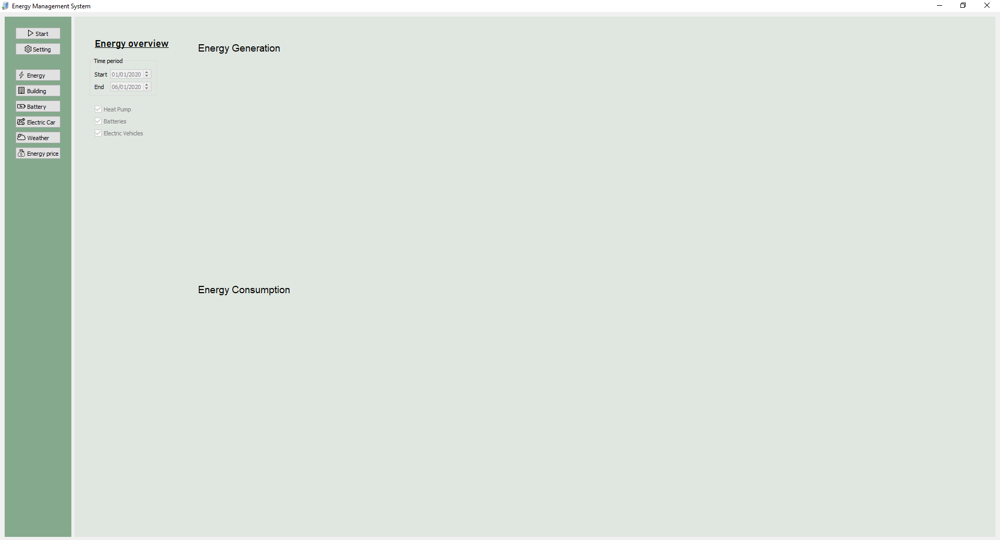 Energy Management System
Start
Setting
Energy
Building
Battery
Electric Car
Weather
Energy price
Energy overview
Time period
Start 01/01/2020
End 06/01/2020
Heat Pump
Batteries
Electric Vehicles
Energy Generation
Energy Consumption